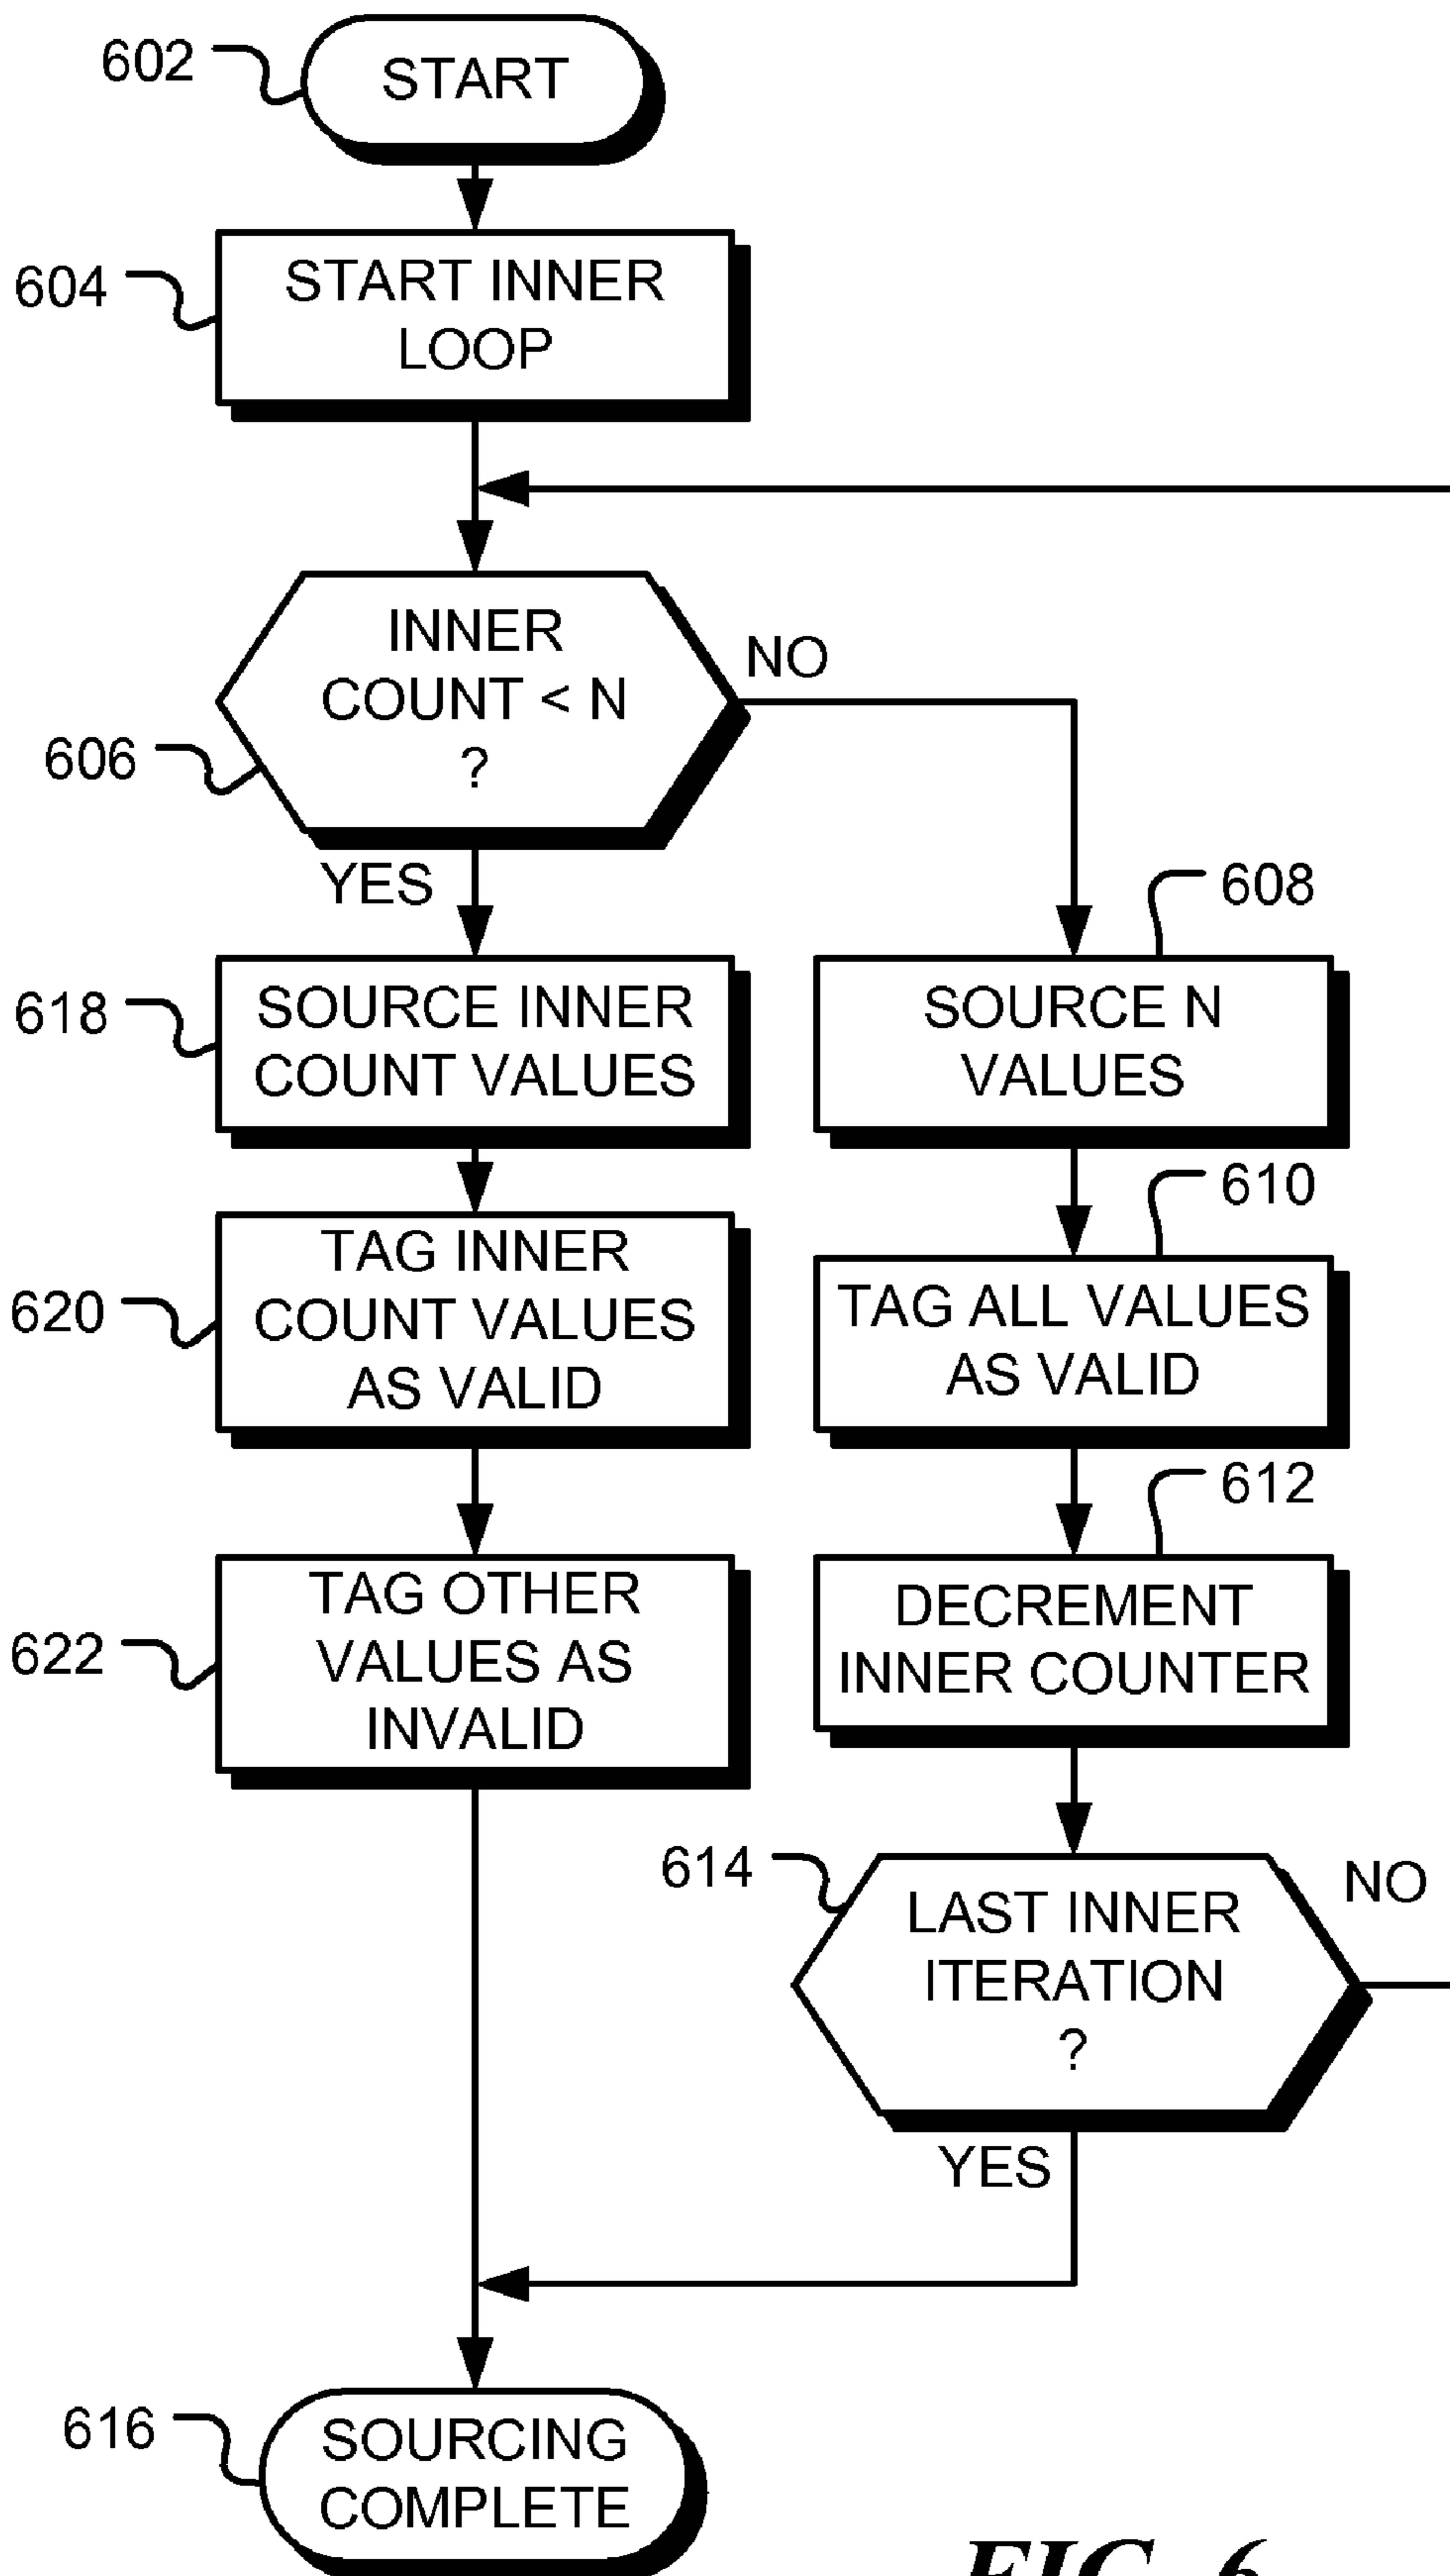 602
START
604
START INNER
LOOP
INNER
COUNT < N
?
NO
606
YES
608
618
SOURCE INNER
COUNT VALUES
SOURCE N
VALUES
610
620
TAG INNER
COUNT VALUES
AS VALID
TAG ALL VALUES
AS VALID
612
622
TAG OTHER
VALUES AS
INVALID
DECREMENT
INNER COUNTER
614
LAST INNER
ITERATION
?
NO
YES
616
SOURCING
COMPLETE
FIG. 6